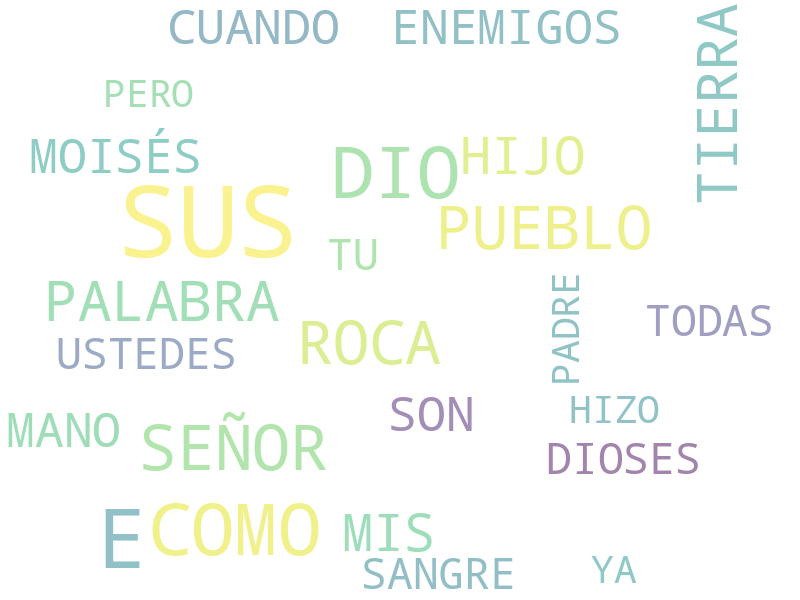 CUANDO ENEMIGOS
TIERRA
PERO
MOISÉS
DIO
HIJO
SUS
PUEBLO
TU
PALABRA
PADRE
TODAS
USTEDES
ROCA
MANO
SON
HIZO
SEÑOR
DIOSES
E
COMO
MIS
SANGRE
YA